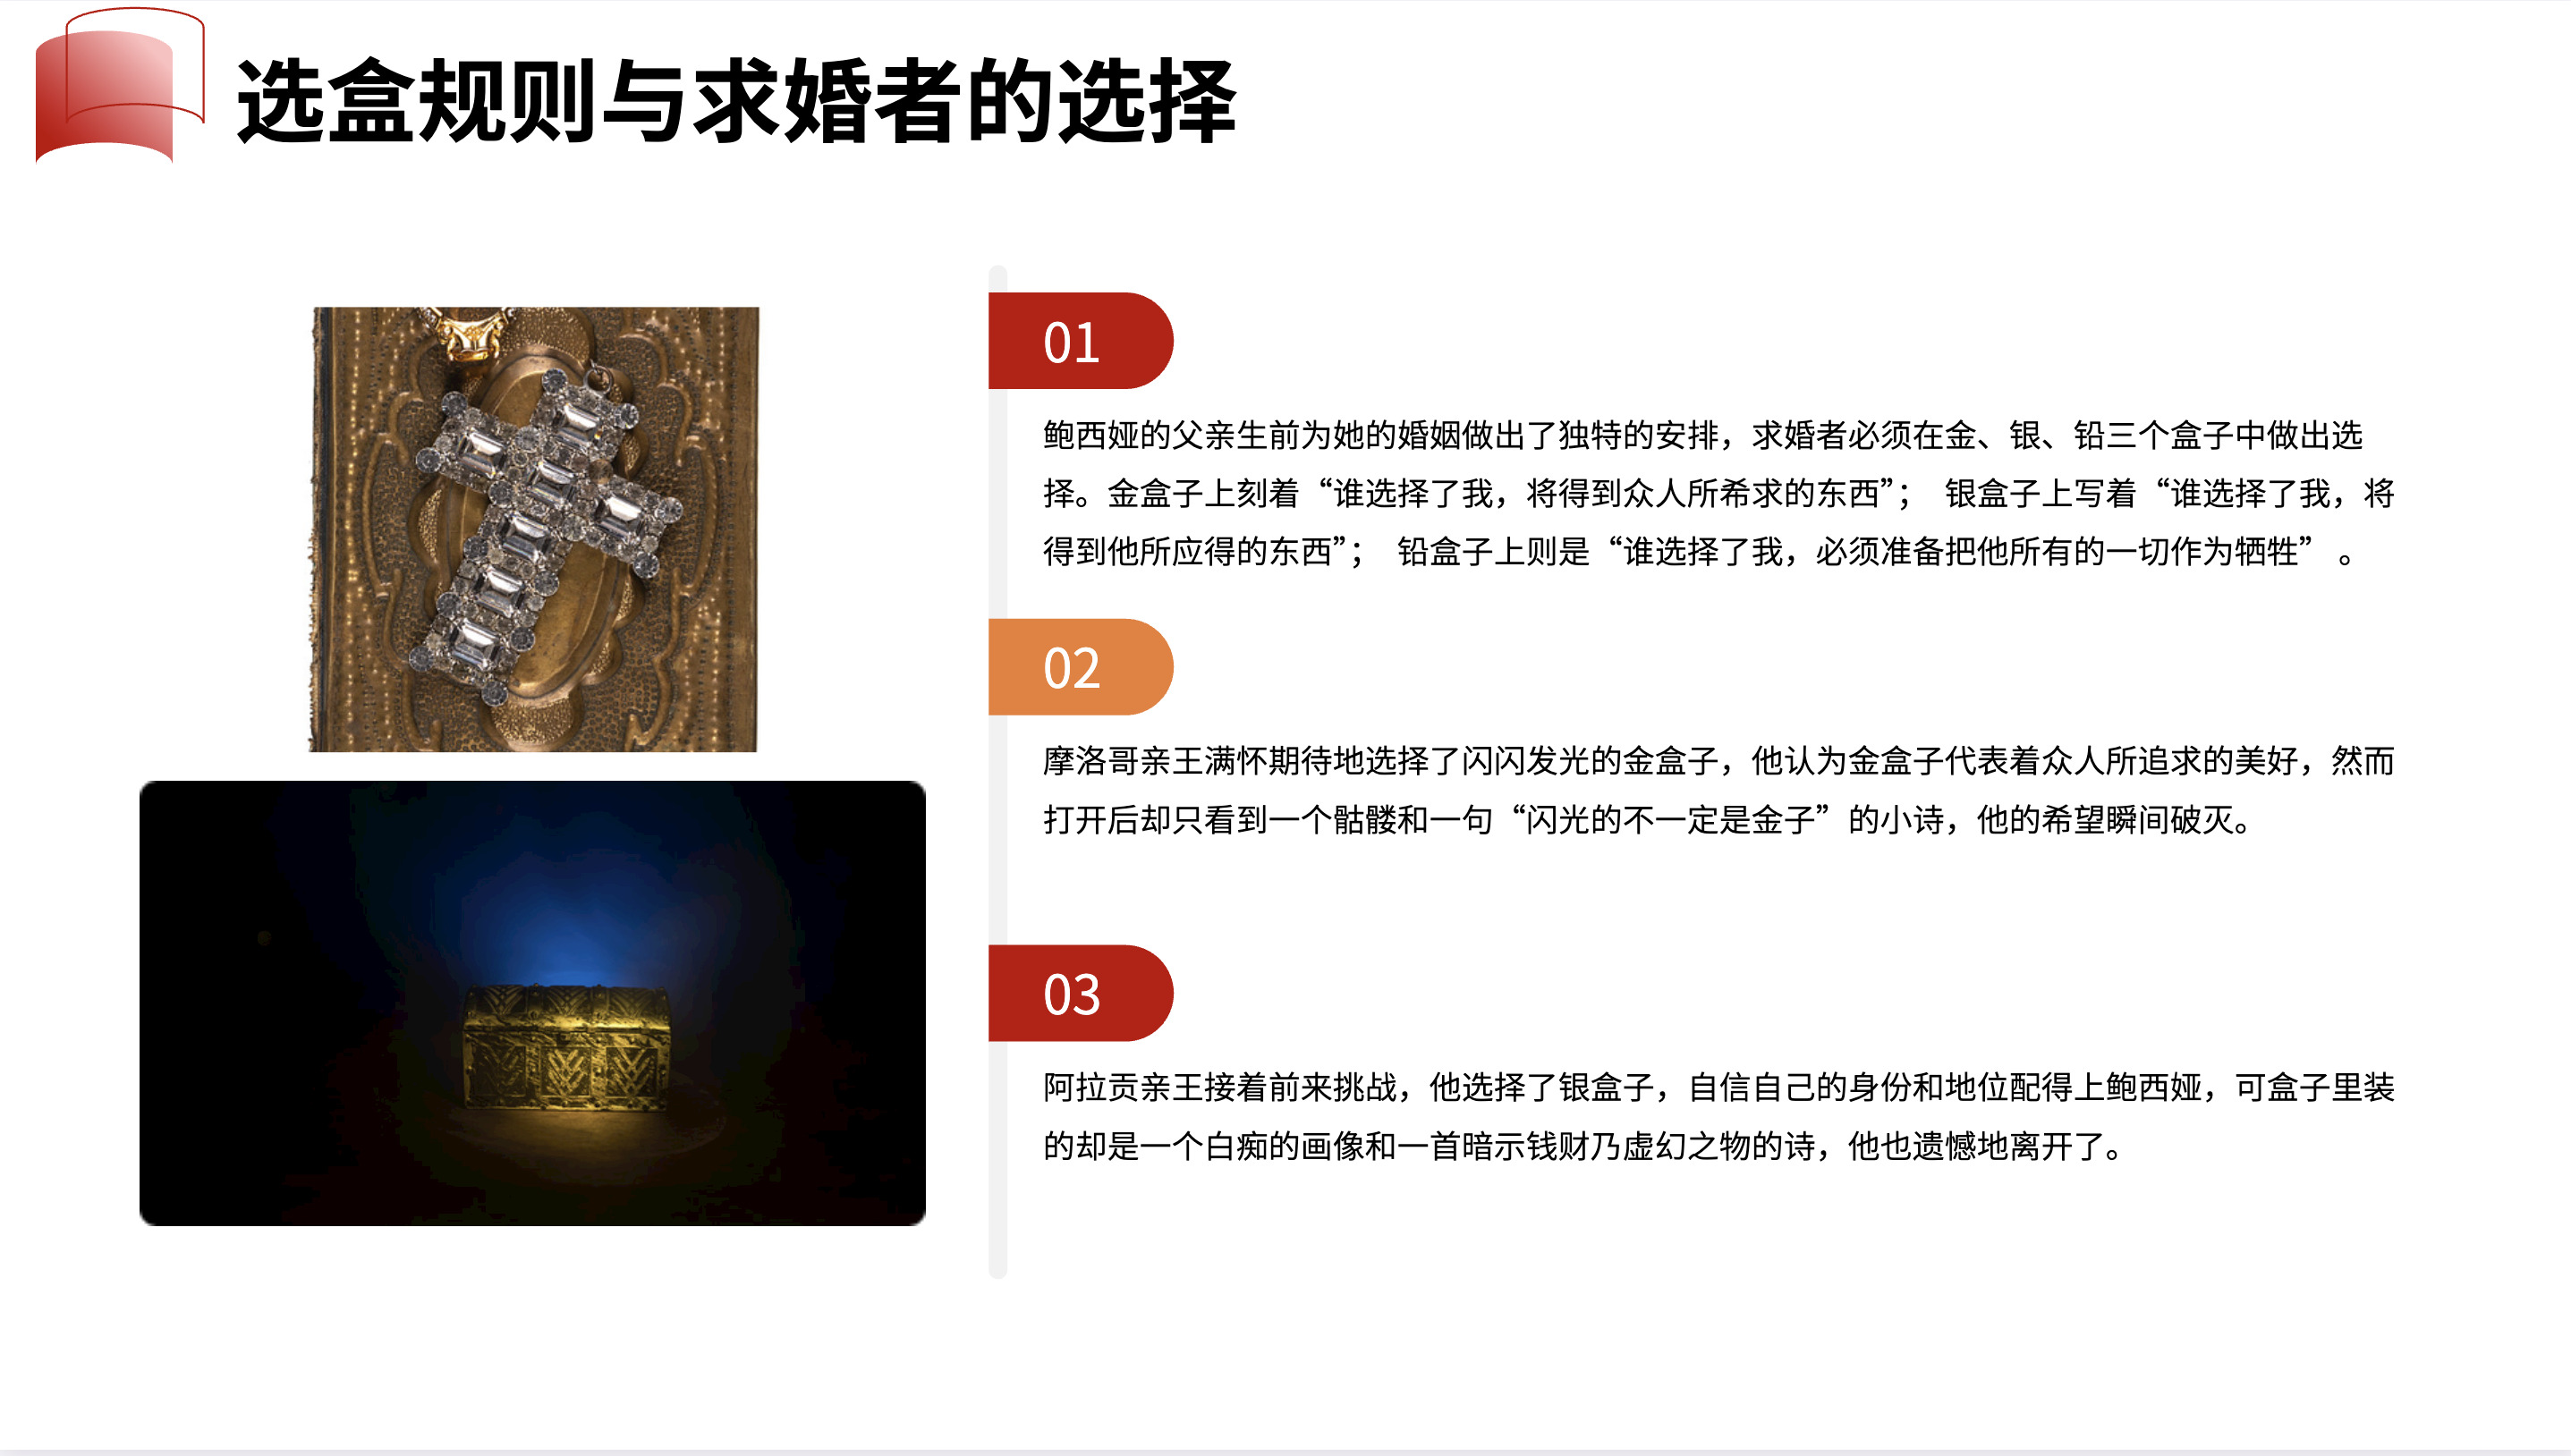 选盒规则与求婚者的选择
01
鲍西娅的父亲生前为她的婚姻做出了独特的安排，求婚者必须在金、银、铅三个盒子中做出选
择。金盒子上刻着“谁选择了我，将得到众人所希求的东西”； 银盒子上写着“谁选择了我，将
得到他所应得的东西”； 铅盒子上则是“谁选择了我，必须准备把他所有的一切作为牺牲” 。
02
摩洛哥亲王满怀期待地选择了闪闪发光的金盒子，他认为金盒子代表着众人所追求的美好，然而
打开后却只看到一个骷髅和一句“闪光的不一定是金子”的小诗，他的希望瞬间破灭。
03
阿拉贡亲王接着前来挑战，他选择了银盒子，自信自己的身份和地位配得上鲍西娅，可盒子里装
的却是一个白痴的画像和一首暗示钱财乃虚幻之物的诗，他也遗憾地离开了。